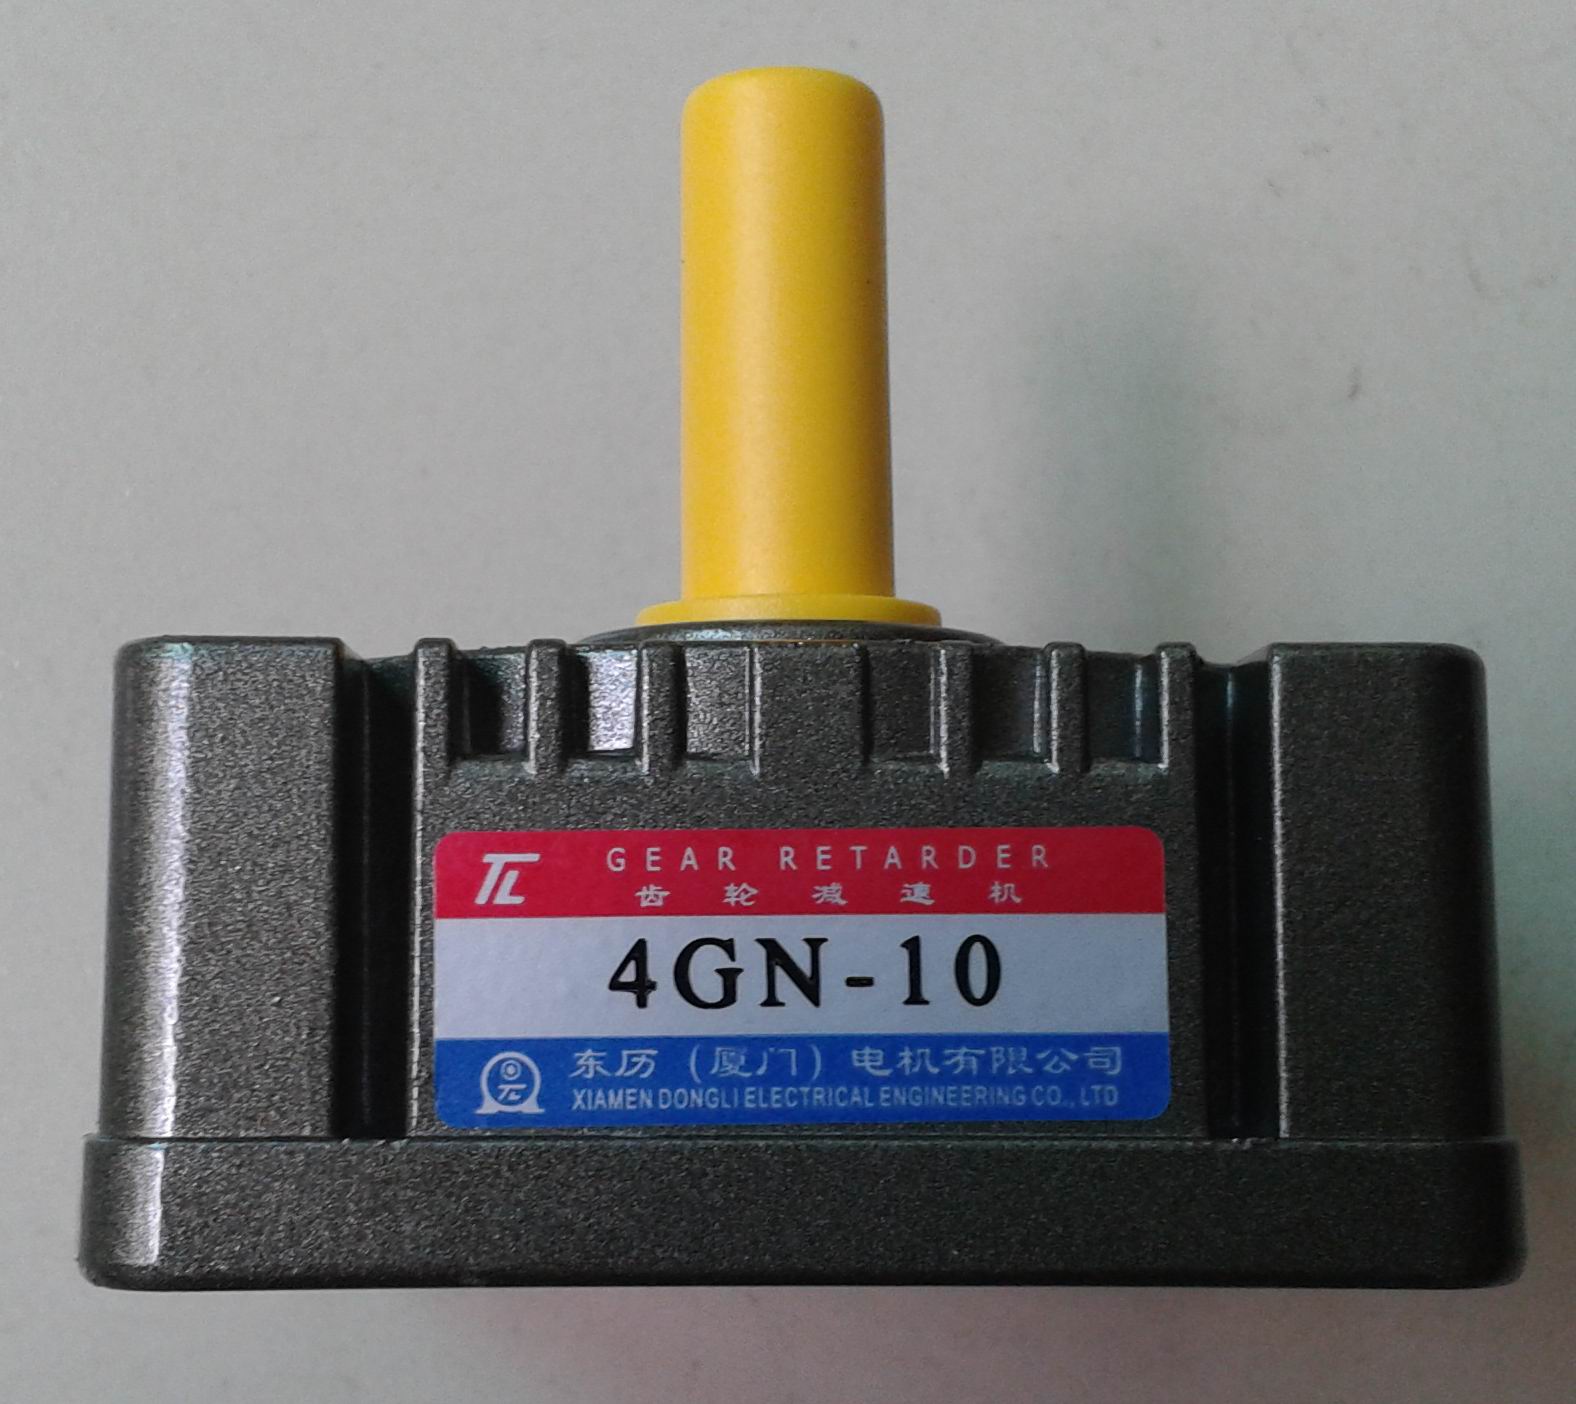 TL
GEAR RETARDER
齿轮减速机
4GN-10
TL
东历（厦门）电机有限公司
XIAMEN DONGLI ELECTRICAL ENGINEERING CO., LTD